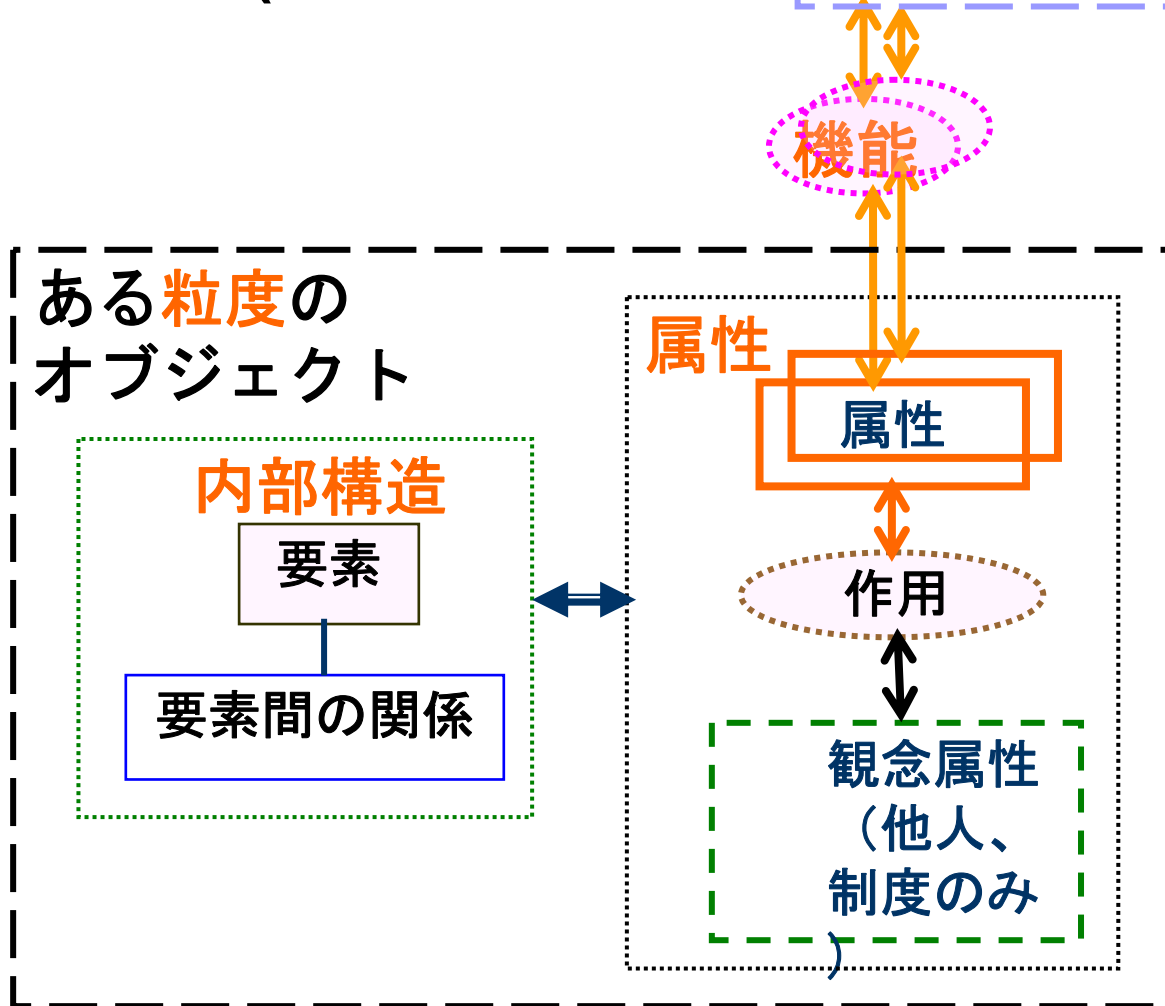 機能
ある粒度の
オブジェクト
属性
属性
内部構造
要素
作用
要素間の関係
観念属性
（他人、
制度のみ
）